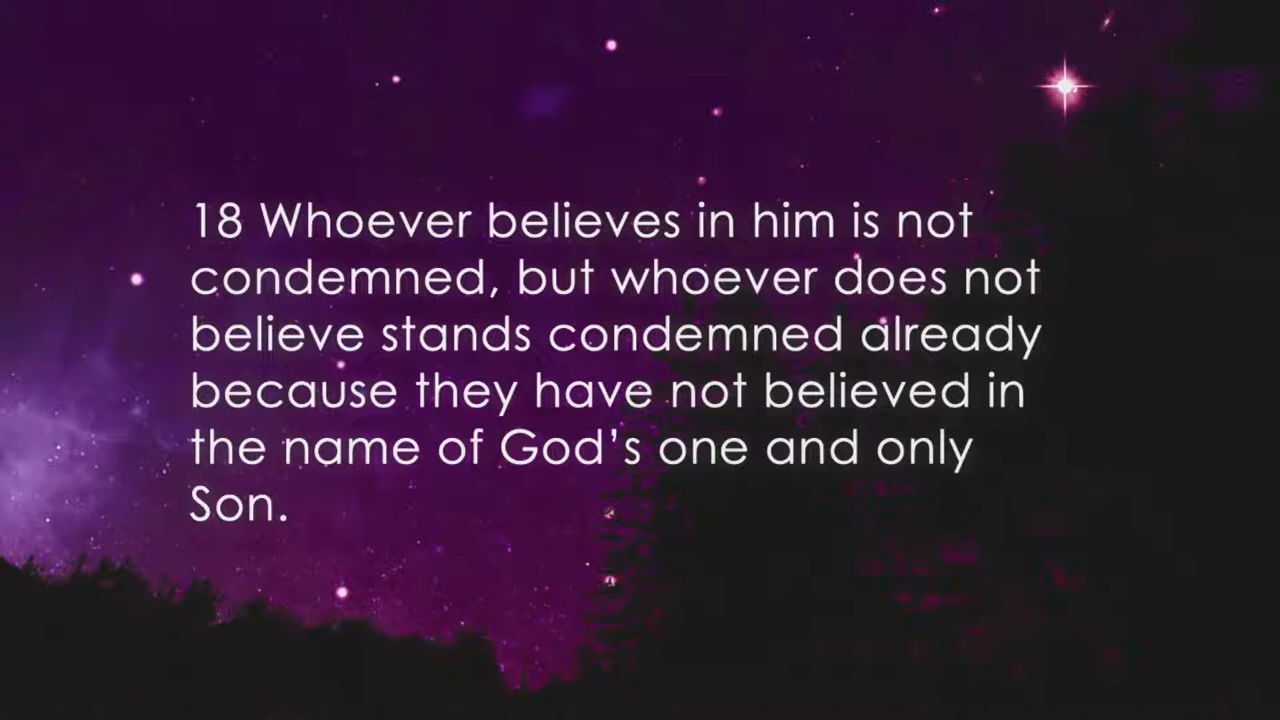 18 Whoever believes in him is not
condemned, but whoever does not
believe stands condemned already
because they have not believed in
the name of God’s one and only
Son.